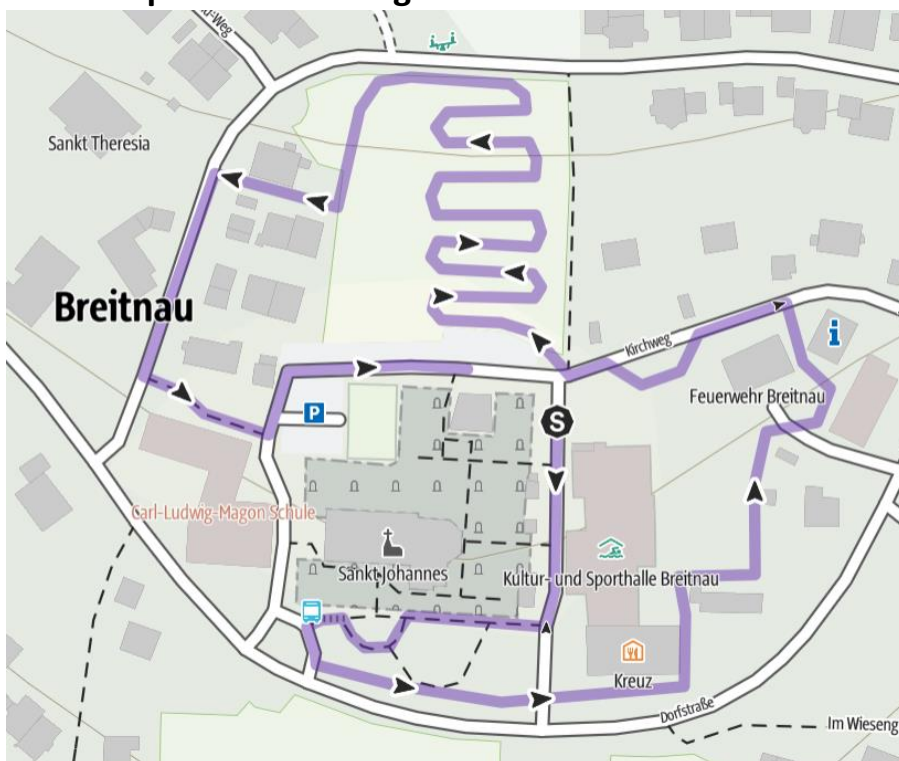 u-Weg
Sankt Theresia
Breitnau
Kirchweg
i
Feuerwehr Breitnau
P
S
Carl-Ludwig-Magon Schule
Sankt Johannes
Kultur- und Sporthalle Breitnau
Kreuz
Dorfstraße
Im Wieseng